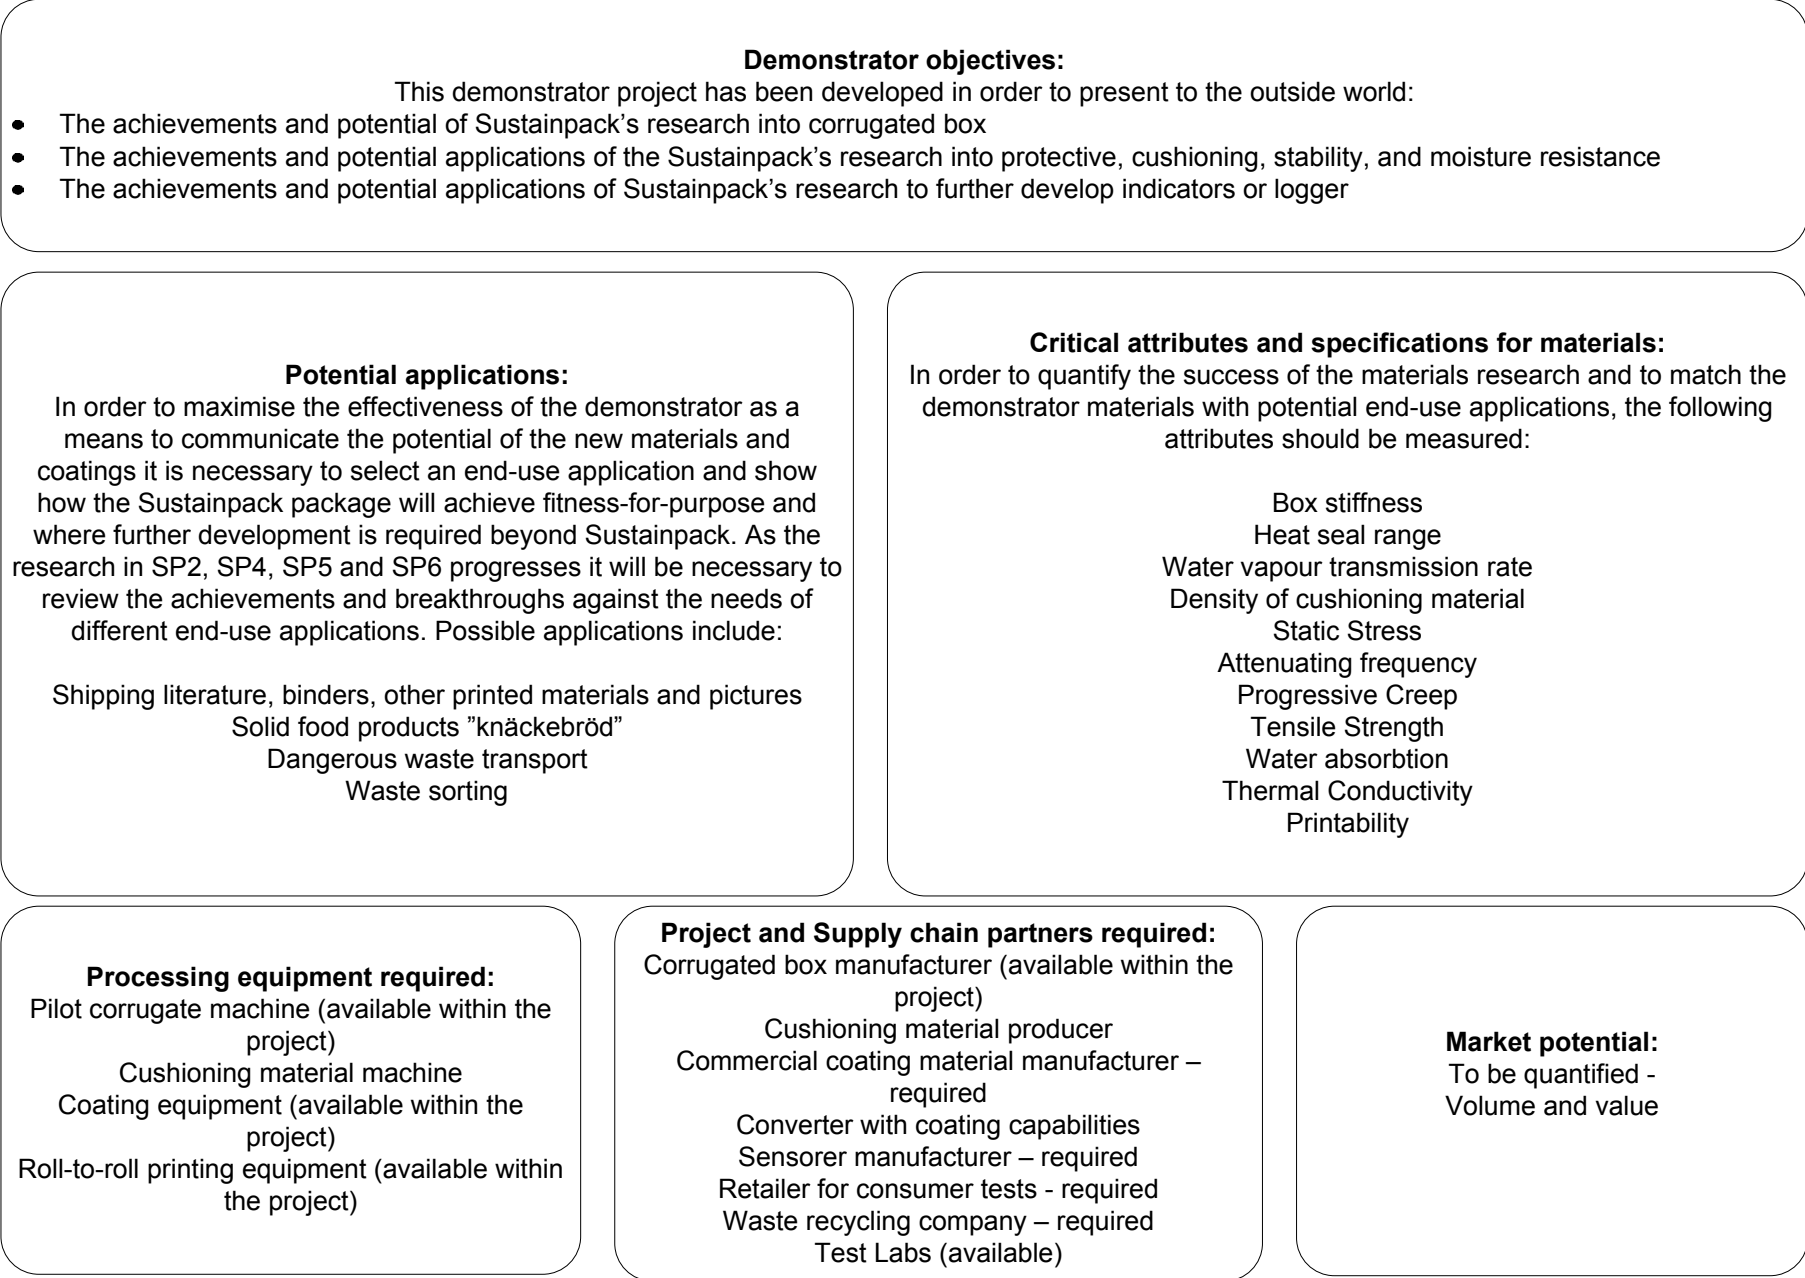 Demonstrator objectives:
This demonstrator project has been developed in order to present to the outside world:
• The achievements and potential of Sustainpack’s research into corrugated box
• The achievements and potential applications of the Sustainpack’s research into protective, cushioning, stability, and moisture resistance
• The achievements and potential applications of Sustainpack’s research to further develop indicators or logger
Potential applications:
In order to maximise the effectiveness of the demonstrator as a
means to communicate the potential of the new materials and
coatings it is necessary to select an end-use application and show
how the Sustainpack package will achieve fitness-for-purpose and
where further development is required beyond Sustainpack. As the
research in SP2, SP4, SP5 and SP6 progresses it will be necessary to
review the achievements and breakthroughs against the needs of
different end-use applications. Possible applications include:
Shipping literature, binders, other printed materials and pictures
Solid food products ”knäckebröd”
Dangerous waste transport
Waste sorting
Critical attributes and specifications for materials:
In order to quantify the success of the materials research and to match the
demonstrator materials with potential end-use applications, the following
attributes should be measured:
Box stiffness
Heat seal range
Water vapour transmission rate
Density of cushioning material
Static Stress
Attenuating frequency
Progressive Creep
Tensile Strength
Water absorbtion
Thermal Conductivity
Printability
Processing equipment required:
Pilot corrugate machine (available within the
project)
Cushioning material machine
Coating equipment (available within the
project)
Roll-to-roll printing equipment (available within
the project)
Project and Supply chain partners required:
Corrugated box manufacturer (available within the
project)
Cushioning material producer
Commercial coating material manufacturer –
required
Converter with coating capabilities
Sensorer manufacturer – required
Retailer for consumer tests - required
Waste recycling company – required
Test Labs (available)
Market potential:
To be quantified -
Volume and value